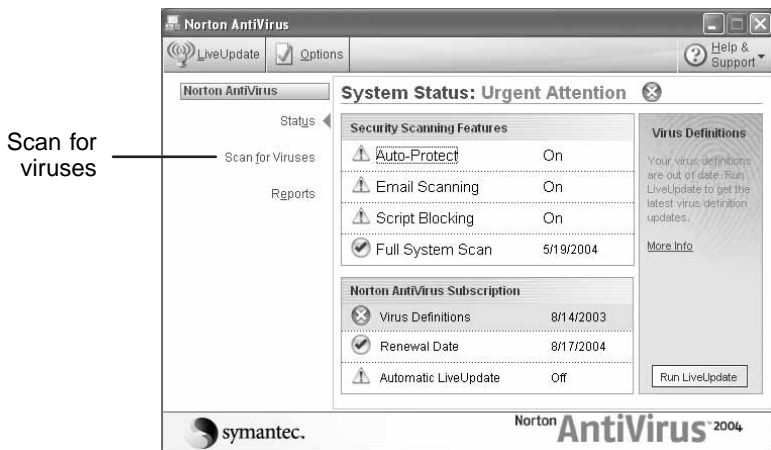 Norton AntiVirus
LiveUpdate
Options
Help & Support
Norton AntiVirus
Status
Scan for Viruses
Reports
Scan for
viruses
System Status: Urgent Attention
Security Scanning Features
Auto-Protect On
Email Scanning On
Script Blocking On
Full System Scan 5/19/2004
Norton AntiVirus Subscription
Virus Definitions 8/14/2003
Renewal Date 8/17/2004
Automatic LiveUpdate Off
Virus Definitions
Your virus definitions
are out of date. Run
LiveUpdate to get the
latest virus definition
updates.
More Info
Run LiveUpdate
symantec.
Norton AntiVirus 2004